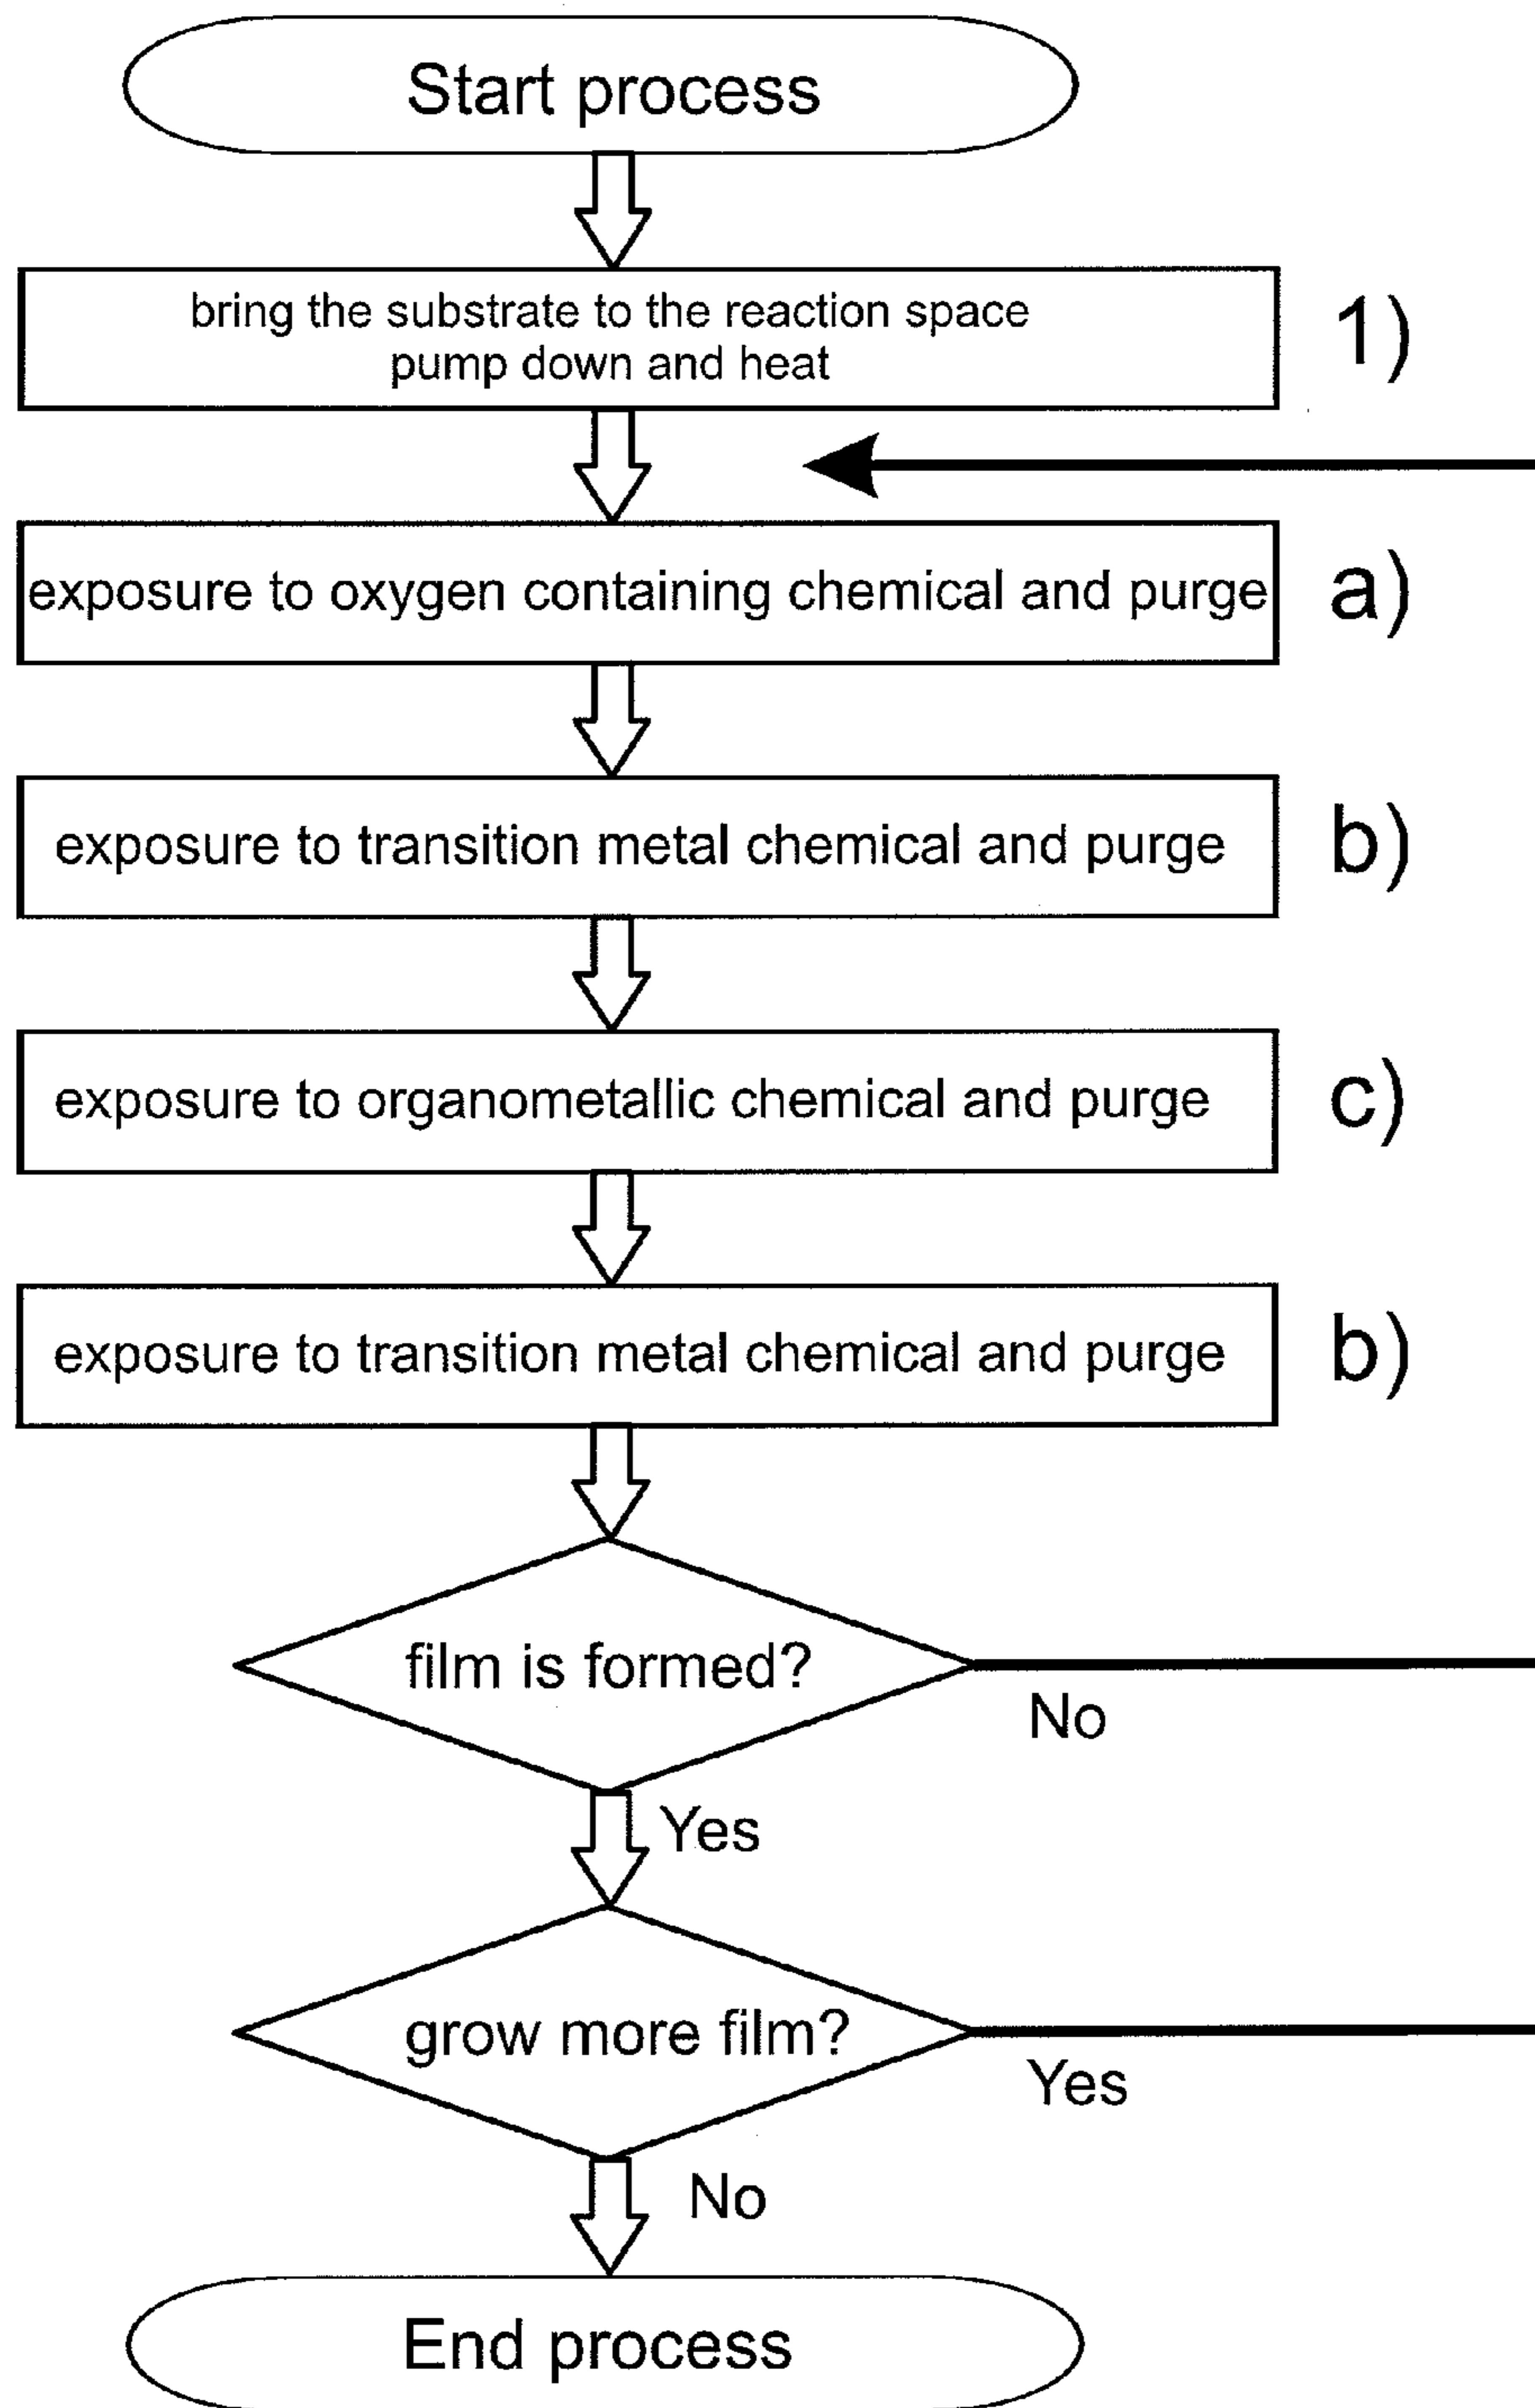 Start process
bring the substrate to the reaction space
pump down and heat
1)
exposure to oxygen containing chemical and purge
a)
exposure to transition metal chemical and purge
b)
exposure to organometallic chemical and purge
c)
exposure to transition metal chemical and purge
b)
film is formed?
No
Yes
grow more film?
Yes
No
End process